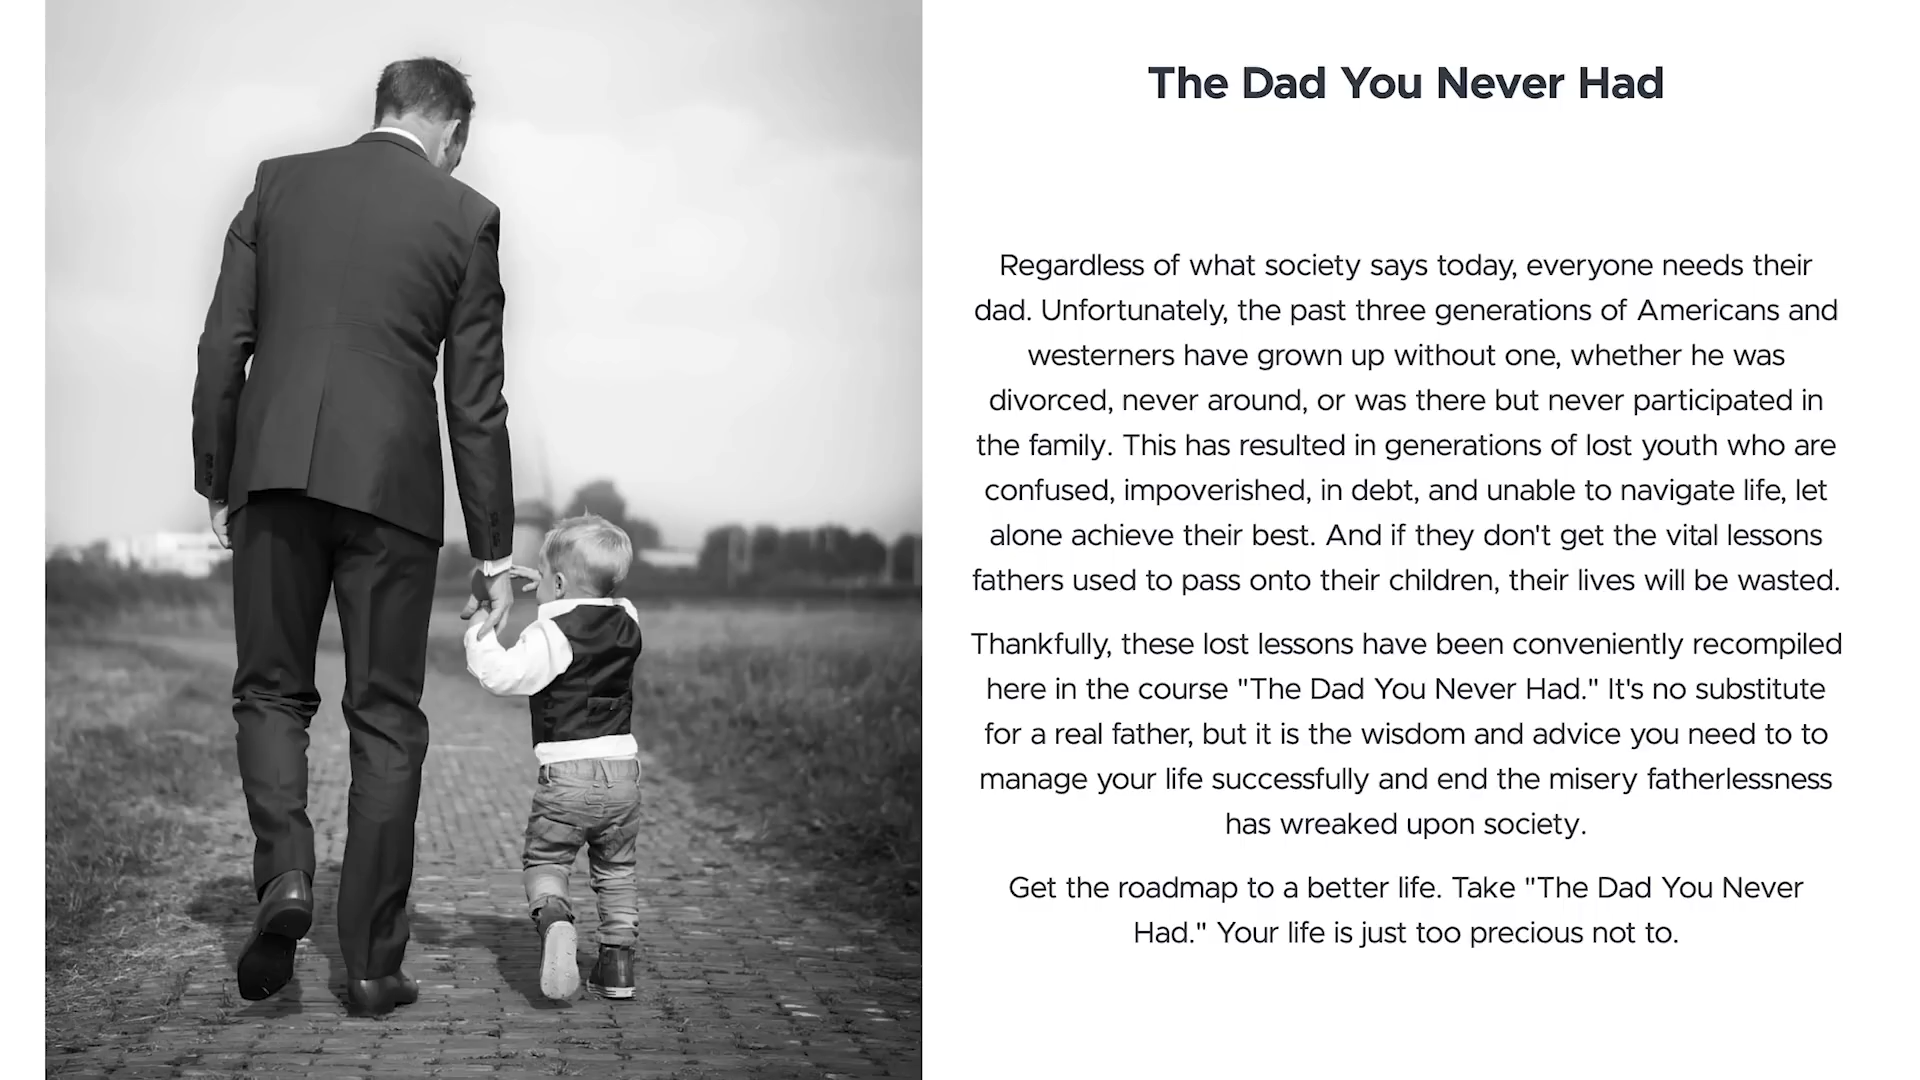 The Dad You Never Had
Regardless of what society says today, everyone needs their
dad. Unfortunately, the past three generations of Americans and
westerners have grown up without one, whether he was
divorced, never around, or was there but never participated in
the family. This has resulted in generations of lost youth who are
confused, impoverished, in debt, and unable to navigate life, let
alone achieve their best. And if they don't get the vital lessons
fathers used to pass onto their children, their lives will be wasted.
Thankfully, these lost lessons have been conveniently recompiled
here in the course "The Dad You Never Had." It's no substitute
for a real father, but it is the wisdom and advice you need to to
manage your life successfully and end the misery fatherlessness
has wreaked upon society.
Get the roadmap to a better life. Take "The Dad You Never
Had." Your life is just too precious not to.